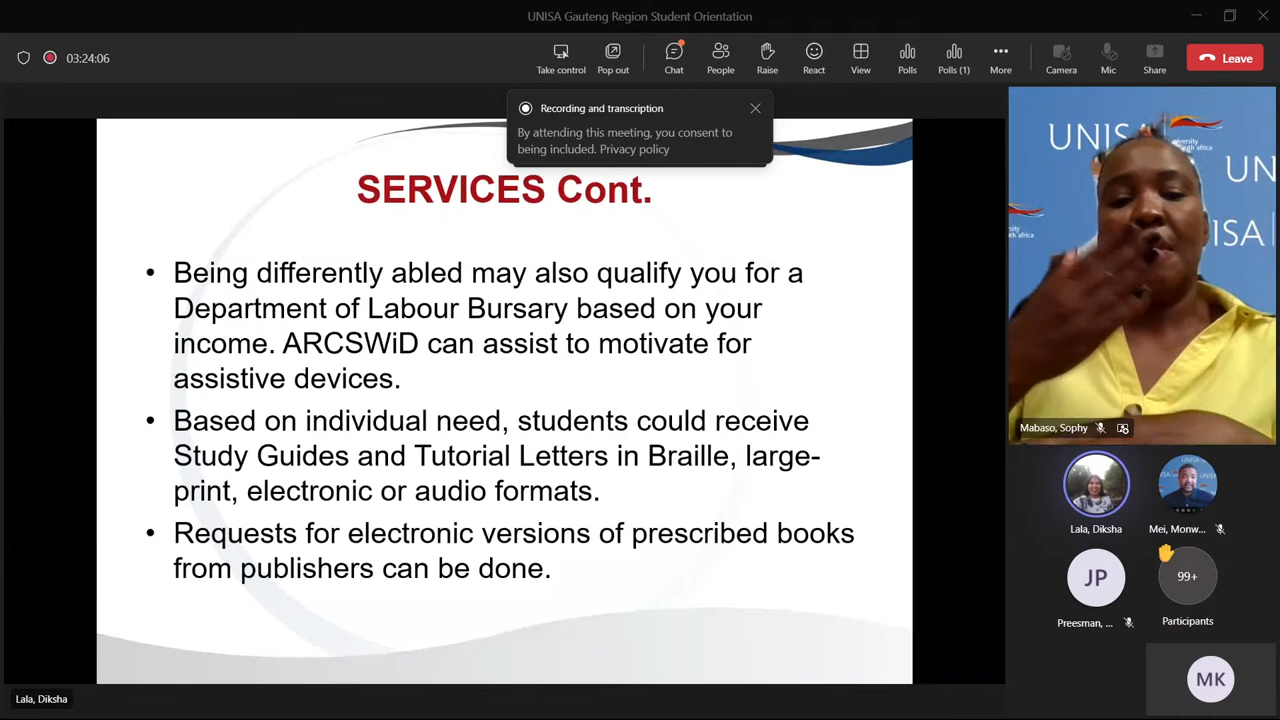 UNISA Gauteng Region Student Orientation
03:24:06
Take control
Pop out
Chat
People
Raise
React
View
Polls
Polls (1)
More
Camera
Mic
Share
Leave
Recording and transcription
By attending this meeting, you consent to
being included. Privacy policy
SERVICES Cont.
• Being differently abled may also qualify you for a
Department of Labour Bursary based on your
income. ARCSWiD can assist to motivate for
assistive devices.
• Based on individual need, students could receive
Study Guides and Tutorial Letters in Braille, large-
print, electronic or audio formats.
• Requests for electronic versions of prescribed books
from publishers can be done.
UNISA
south africa
UN
ISA
Mabaso, Sophy
Lala, Diksha
Mei, Monw...
JP
99+
Preesman, ...
Participants
MK
Lala, Diksha